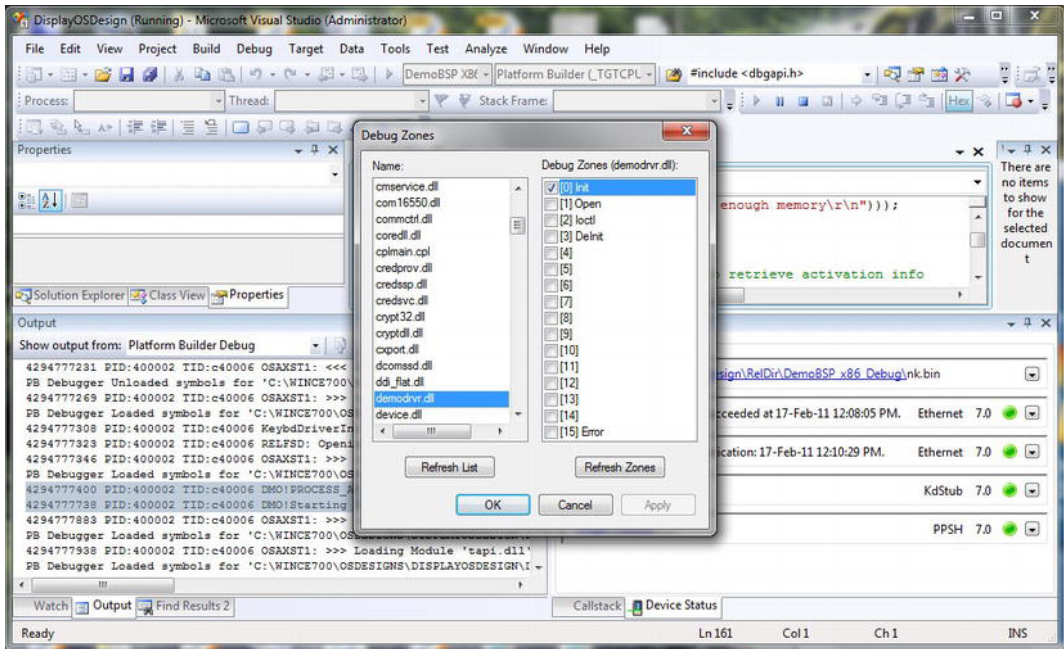 DisplayOSDesign (Running) - Microsoft Visual Studio (Administrator)
File Edit View Project Build Debug Target Data Tools Test Analyze Window Help
DemoBSP X86 Platform Builder (_TGTCPL #include <dbgapi.h>
Process: Thread: Stack Frame: Hex
Properties
Solution Explorer Class View Properties
enough memory\r\n")));
retrieve activation info
There are
no items
to show
for the
selected
documen
t
Debug Zones
Name:
cmservice.dll
com16550.dll
commctrl.dll
coredll.dll
cplmain.cpl
credprov.dll
credssp.dll
credsvc.dll
crypt32.dll
cryptdll.dll
cxport.dll
dcomssd.dll
ddi_flat.dll
demodrvr.dll
device.dll
Refresh List
Debug Zones (demodrvr.dll):
[0] Init
[1] Open
[2] Ioctl
[3] DeInit
[4]
[5]
[6]
[7]
[8]
[9]
[10]
[11]
[12]
[13]
[14]
[15] Error
Refresh Zones
OK Cancel Apply
Output
Show output from: Platform Builder Debug
4294777231 PID:400002 TID:c40006 OSAXST1: <<<
PB Debugger Unloaded symbols for 'C:\WINCE700\
4294777269 PID:400002 TID:c40006 OSAXST1: >>>
PB Debugger Loaded symbols for 'C:\WINCE700\OS
4294777308 PID:400002 TID:c40006 KeybdDriverIn
4294777323 PID:400002 TID:c40006 RELFSD: Openi
4294777346 PID:400002 TID:c40006 OSAXST1: >>>
PB Debugger Loaded symbols for 'C:\WINCE700\OS
4294777400 PID:400002 TID:c40006 DMO!PROCESS_A
4294777738 PID:400002 TID:c40006 DMO!Starting
4294777883 PID:400002 TID:c40006 OSAXST1: >>>
PB Debugger Loaded symbols for 'C:\WINCE700\
4294777938 PID:400002 TID:c40006 OSAXST1: >>> Loading Module 'tapi.dll'
PB Debugger Loaded symbols for 'C:\WINCE700\OSDESIGNS\DISPLAYOSDESIGN\
sign\RelDir\DemoBSP_x86_Debug\nk.bin
cceeded at 17-Feb-11 12:08:05 PM. Ethernet 7.0
ication: 17-Feb-11 12:10:29 PM. Ethernet 7.0
KdStub 7.0
PPSH 7.0
Watch Output Find Results 2
Callstack Device Status
Ready Ln 161 Col 1 Ch 1 INS